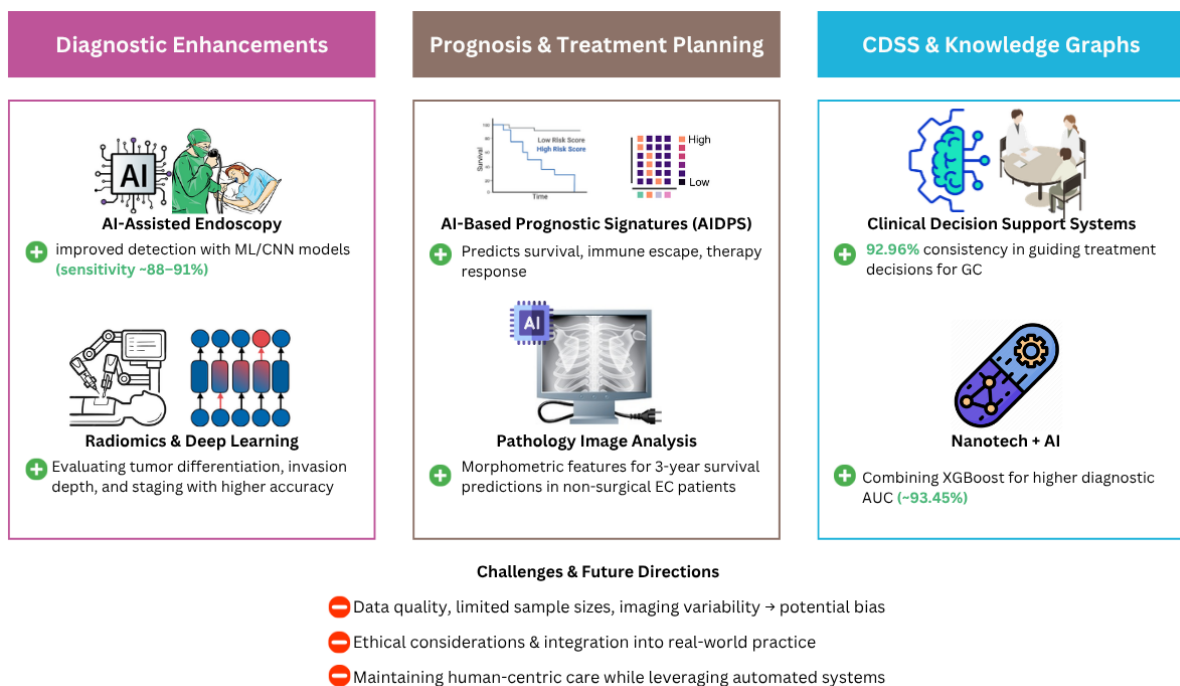 Diagnostic Enhancements
AI
AI-Assisted Endoscopy
improved detection with ML/CNN models
(sensitivity ~88–91%)
Radiomics & Deep Learning
Evaluating tumor differentiation, invasion
depth, and staging with higher accuracy
Prognosis & Treatment Planning
100
80
60
40
20
0
Survival
Low Risk Score
High Risk Score
Time
High
Low
AI-Based Prognostic Signatures (AIDPS)
Predicts survival, immune escape, therapy
response
AI
Pathology Image Analysis
Morphometric features for 3-year survival
predictions in non-surgical EC patients
CDSS & Knowledge Graphs
Clinical Decision Support Systems
92.96% consistency in guiding treatment
decisions for GC
Nanotech + AI
Combining XGBoost for higher diagnostic
AUC (~93.45%)
Challenges & Future Directions
Data quality, limited sample sizes, imaging variability → potential bias
Ethical considerations & integration into real-world practice
Maintaining human-centric care while leveraging automated systems